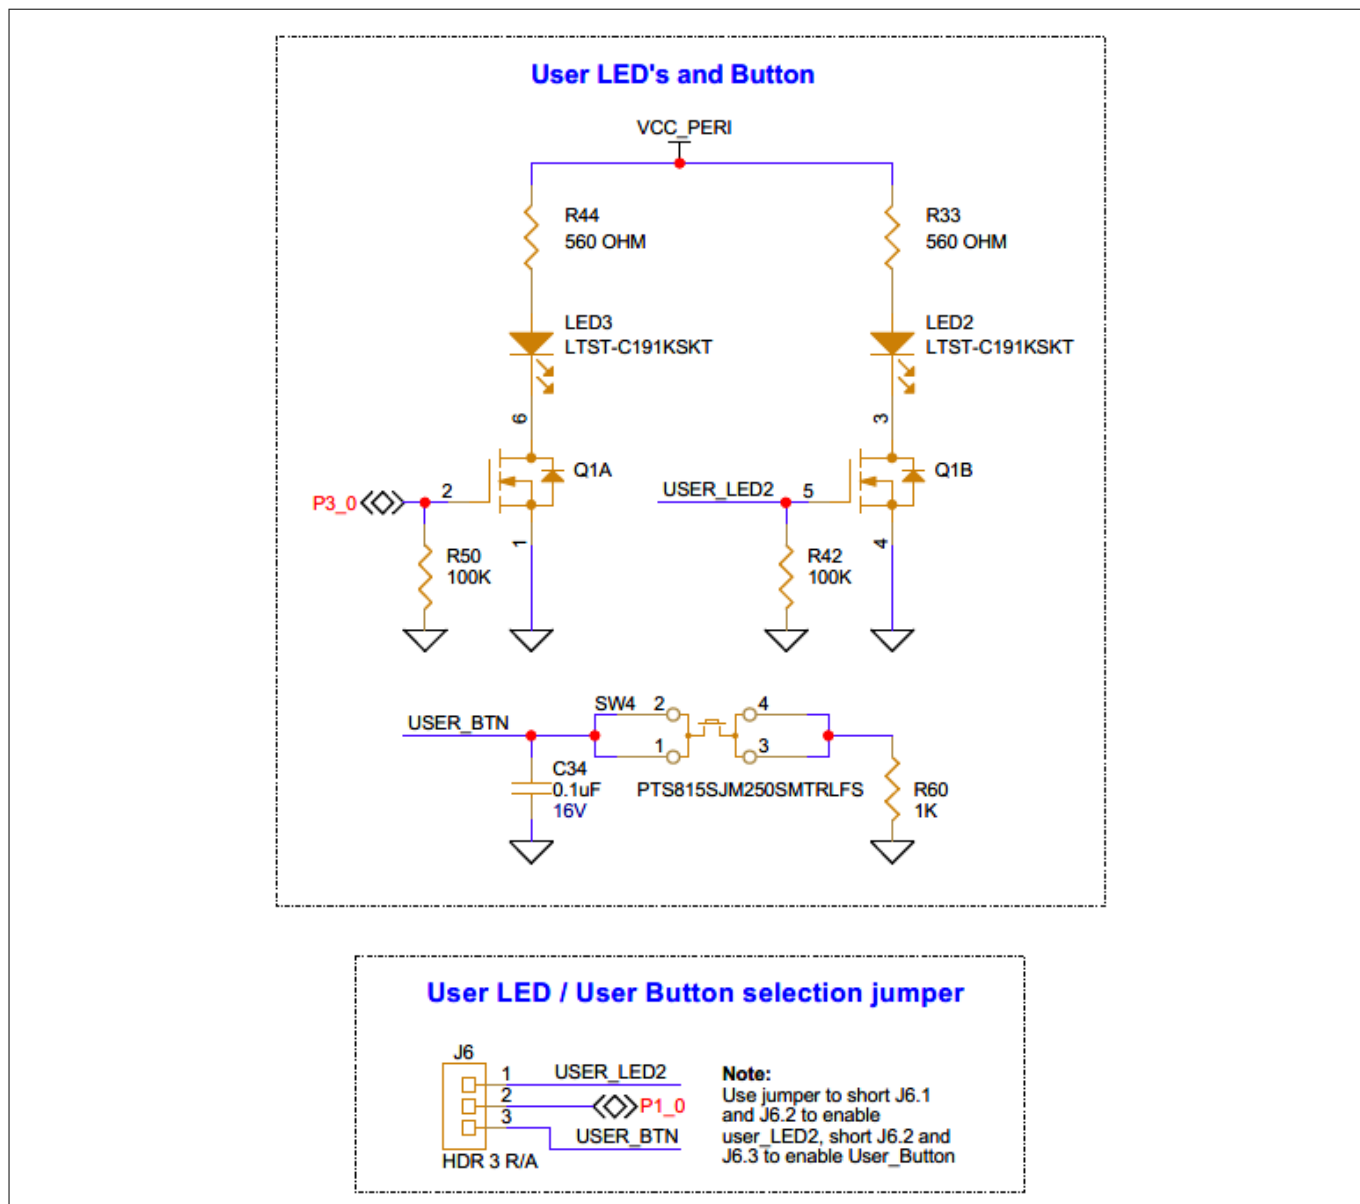 User LED's and Button
VCC_PERI
R44
560 OHM
R33
560 OHM
LED3
LTST-C191KSKT
LED2
LTST-C191KSKT
6
3
Q1A
Q1B
P3_0
2
USER_LED2
5
1
4
R50
100K
R42
100K
USER_BTN
SW4
2
4
1
3
C34
0.1uF
16V
PTS815SJM250SMTRLFS
R60
1K
User LED / User Button selection jumper
J6
1
USER_LED2
2
P1_0
3
USER_BTN
HDR 3 R/A
Note:
Use jumper to short J6.1
and J6.2 to enable
user_LED2, short J6.2 and
J6.3 to enable User_Button